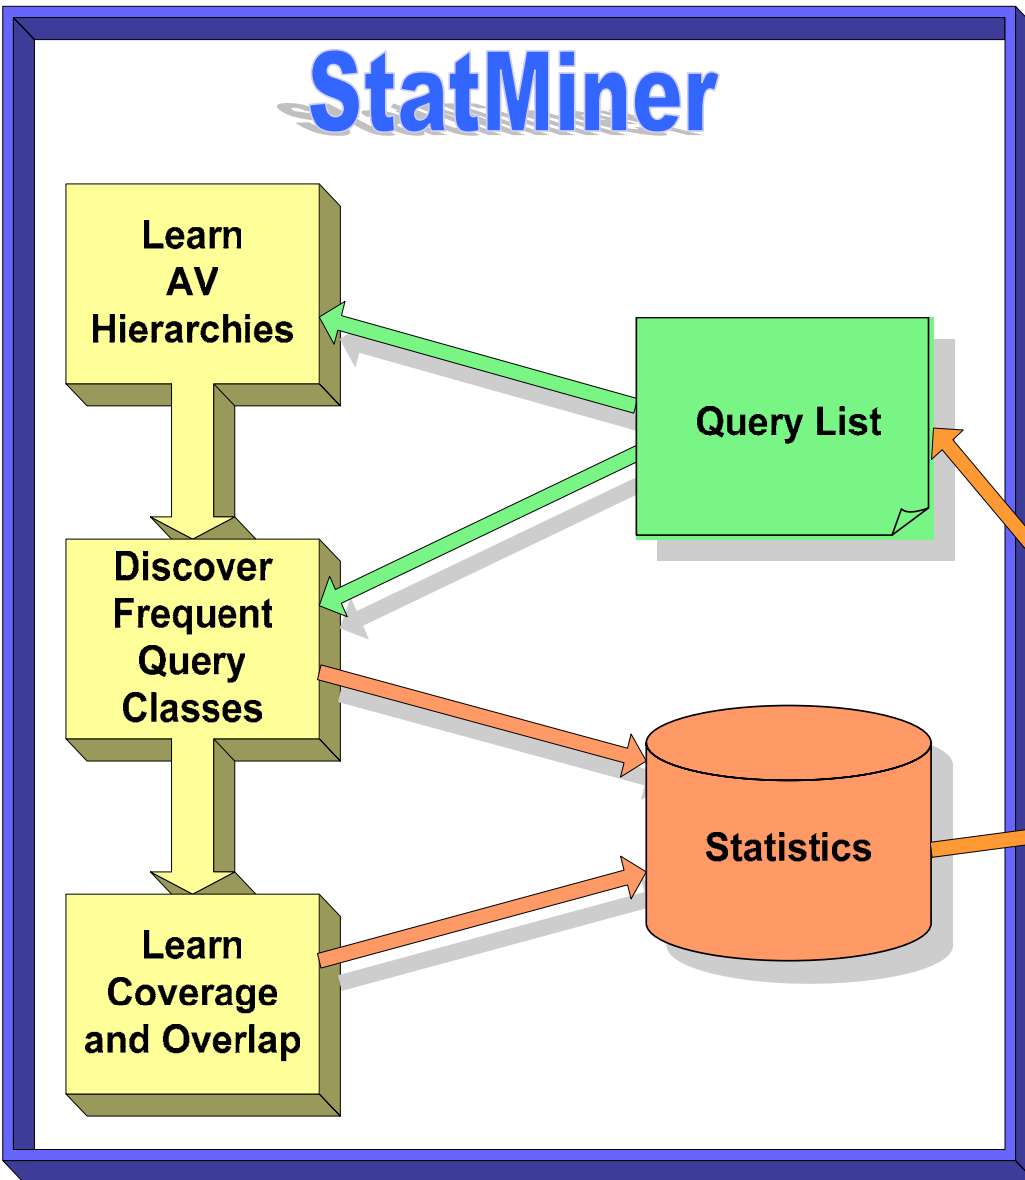 StatMiner
Learn
AV
Hierarchies
Query List
Discover
Frequent
Query
Classes
Statistics
Learn
Coverage
and Overlap